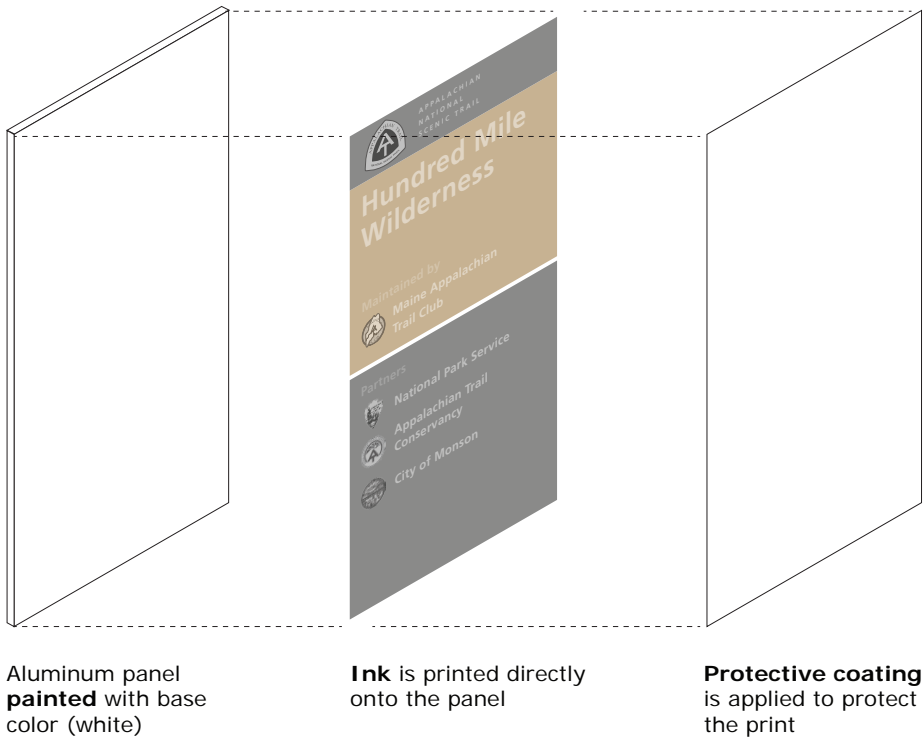 APPALACHIAN
NATIONAL
SCENIC TRAIL
Hundred Mile
Wilderness
Maintained by
Maine Appalachian
Trail Club
Partners
National Park Service
Appalachian Trail
Conservancy
City of Monson
Aluminum panel
painted with base
color (white)
Ink is printed directly
onto the panel
Protective coating
is applied to protect
the print